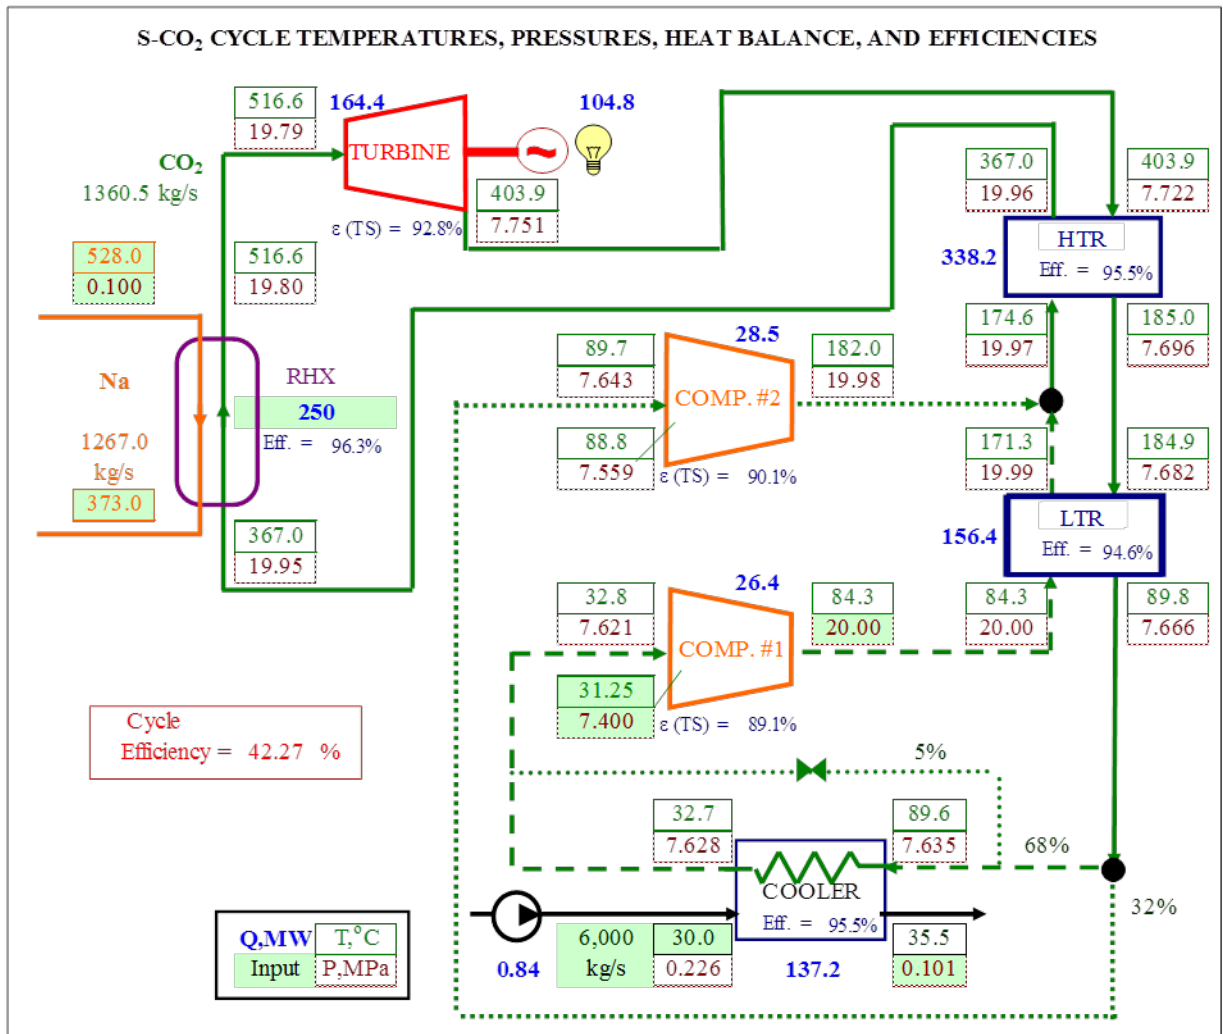 S-CO₂ CYCLE TEMPERATURES, PRESSURES, HEAT BALANCE, AND EFFICIENCIES
516.6
19.79
164.4
104.8
TURBINE
~
CO₂
1360.5 kg/s
ε (TS) = 92.8%
403.9
7.751
367.0
19.96
403.9
7.722
528.0
0.100
516.6
19.80
338.2
HTR
Eff. = 95.5%
174.6
19.97
185.0
7.696
28.5
89.7
7.643
182.0
19.98
COMP. #2
88.8
7.559
ε (TS) = 90.1%
Na
RHX
250
Eff. = 96.3%
1267.0
kg/s
373.0
171.3
19.99
184.9
7.682
367.0
19.95
156.4
LTR
Eff. = 94.6%
26.4
32.8
7.621
84.3
20.00
84.3
20.00
89.8
7.666
COMP. #1
31.25
7.400
ε (TS) = 89.1%
Cycle
Efficiency = 42.27 %
5%
32.7
7.628
89.6
7.635
68%
COOLER
Eff. = 95.5%
32%
Q,MW
T,°C
Input
P,MPa
0.84
6,000
kg/s
30.0
0.226
137.2
35.5
0.101